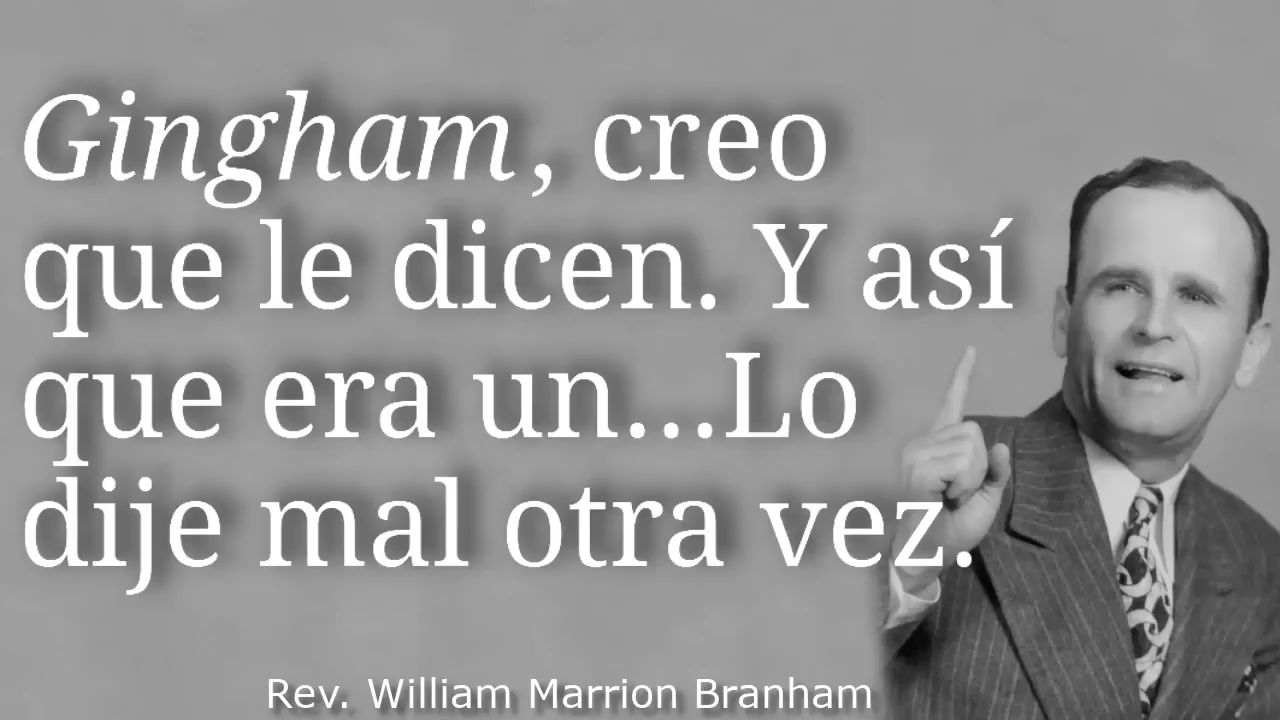 Gingham, creo
que le dicen. Y así
que era un...Lo
dije mal otra vez.
Rev. William Marrion Branham